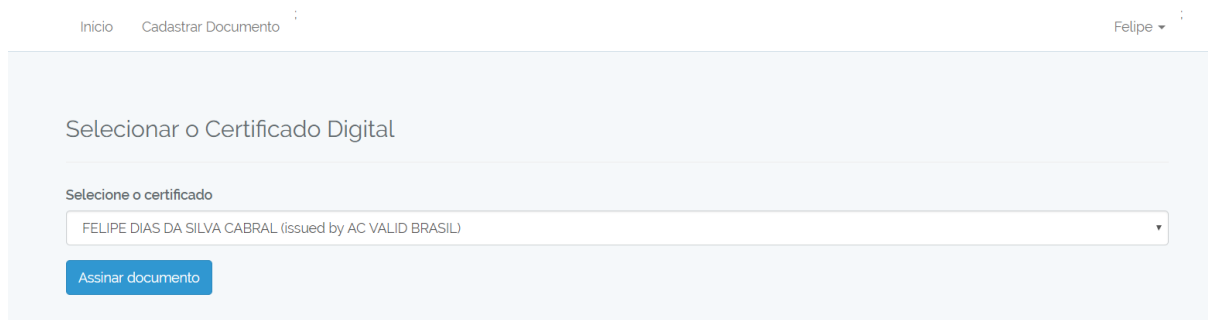 Inicio Cadastrar Documento ; Felipe ;
Selecionar o Certificado Digital
Selecione o certificado
FELIPE DIAS DA SILVA CABRAL (issued by AC VALID BRASIL)
Assinar documento